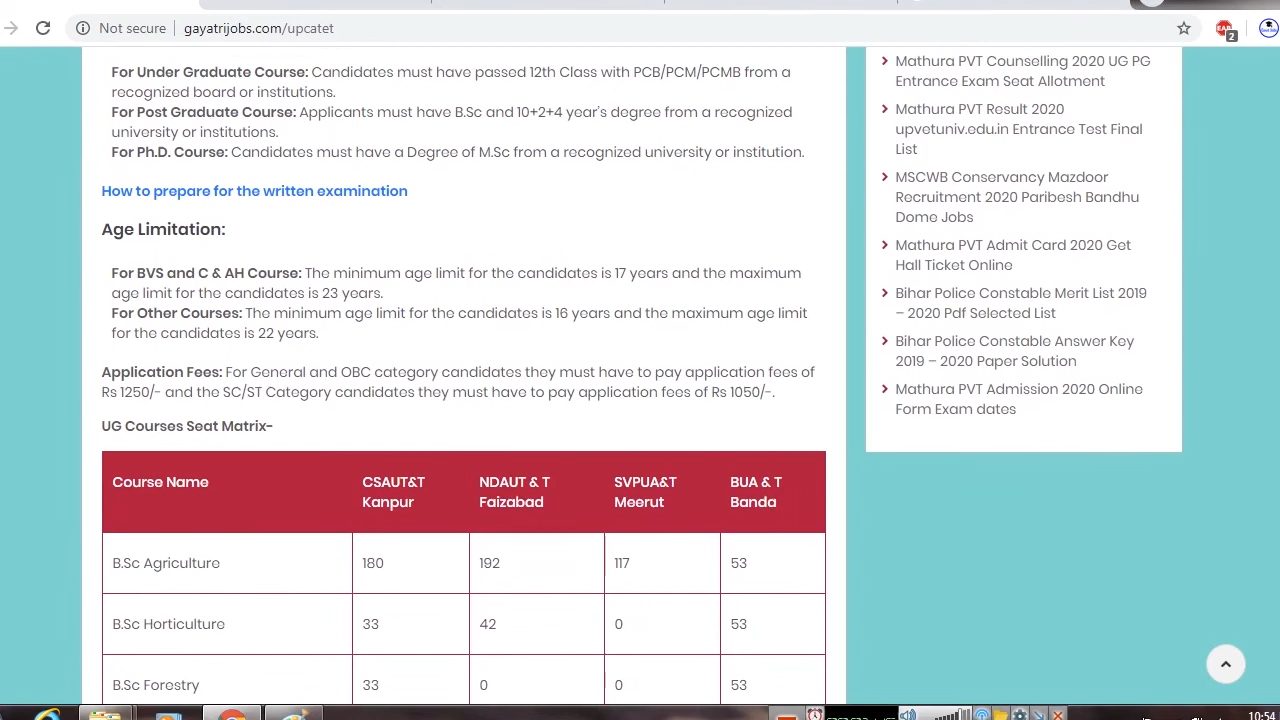 Not secure
gayatrijobs.com/upcatet
2
For Under Graduate Course: Candidates must have passed 12th Class with PCB/PCM/PCMB from a
recognized board or institutions.
For Post Graduate Course: Applicants must have B.Sc and 10+2+4 year's degree from a recognized
university or institutions.
For Ph.D. Course: Candidates must have a Degree of M.Sc from a recognized university or institution.
How to prepare for the written examination
Age Limitation:
For BVS and C & AH Course: The minimum age limit for the candidates is 17 years and the maximum
age limit for the candidates is 23 years.
For Other Courses: The minimum age limit for the candidates is 16 years and the maximum age limit
for the candidates is 22 years.
Application Fees: For General and OBC category candidates they must have to pay application fees of
Rs 1250/- and the SC/ST Category candidates they must have to pay application fees of Rs 1050/-.
UG Courses Seat Matrix-
Course Name CSAUT&T Kanpur NDAUT & T Faizabad SVPUA&T Meerut BUA & T Banda
B.Sc Agriculture 180 192 117 53
B.Sc Horticulture 33 42 0 53
B.Sc Forestry 33 0 0 53
Mathura PVT Counselling 2020 UG PG
Entrance Exam Seat Allotment
Mathura PVT Result 2020
upvetuniv.edu.in Entrance Test Final
List
MSCWB Conservancy Mazdoor
Recruitment 2020 Paribesh Bandhu
Dome Jobs
Mathura PVT Admit Card 2020 Get
Hall Ticket Online
Bihar Police Constable Merit List 2019
– 2020 Pdf Selected List
Bihar Police Constable Answer Key
2019 – 2020 Paper Solution
Mathura PVT Admission 2020 Online
Form Exam dates
10:54